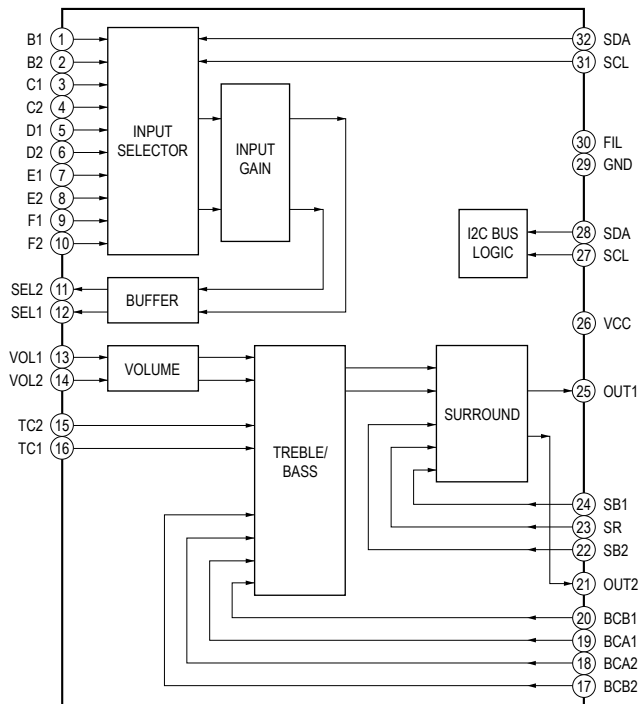 B1 1
B2 2
C1 3
C2 4
D1 5
D2 6
E1 7
E2 8
F1 9
F2 10
SEL2 11
SEL1 12
VOL1 13
VOL2 14
TC2 15
TC1 16
INPUT
SELECTOR
INPUT
GAIN
BUFFER
VOLUME
TREBLE/
BASS
SURROUND
I2C BUS
LOGIC
32 SDA
31 SCL
30 FIL
29 GND
28 SDA
27 SCL
26 VCC
25 OUT1
24 SB1
23 SR
22 SB2
21 OUT2
20 BCB1
19 BCA1
18 BCA2
17 BCB2